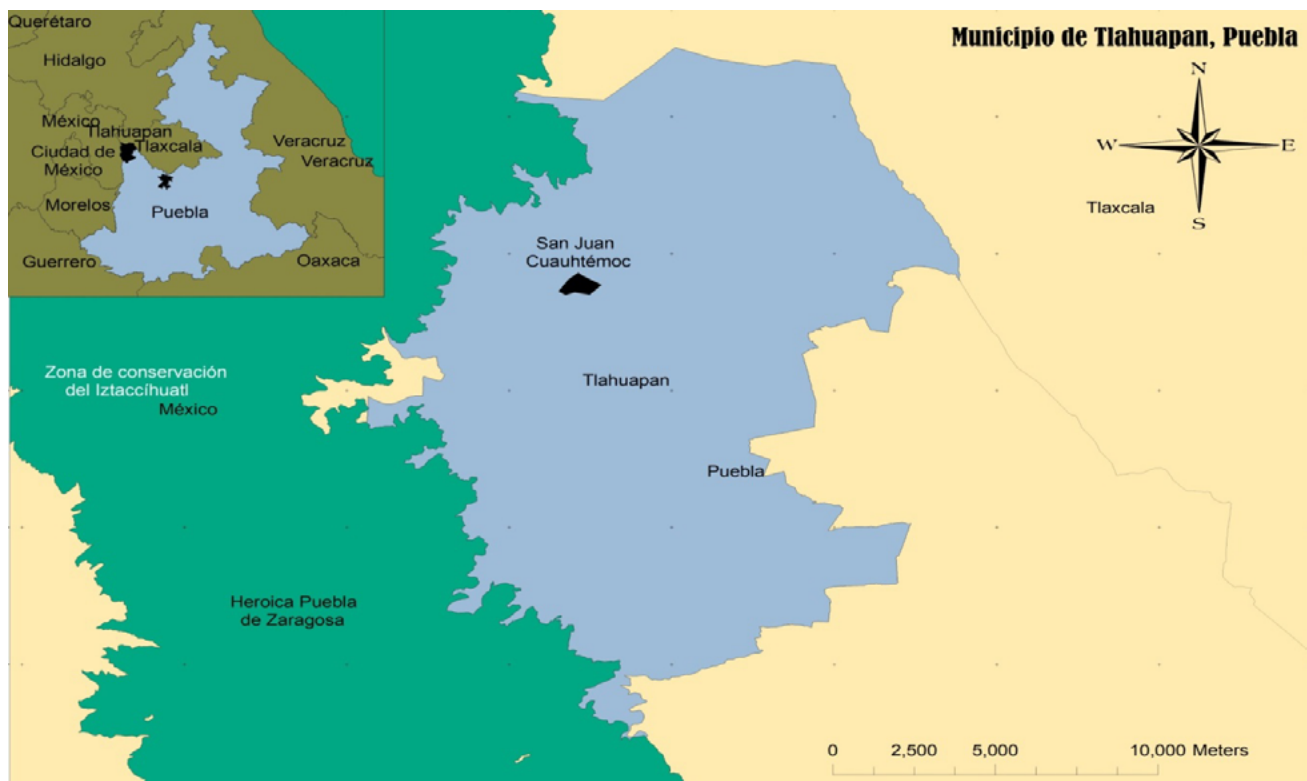 Querétaro
Hidalgo
México
Tlahuapan
Tlaxcala
Ciudad de
México
Veracruz
Veracruz
Morelos
Puebla
Guerrero
Oaxaca
Municipio de Tlahuapan, Puebla
N
W
E
S
Tlaxcala
San Juan
Cuauhtémoc
Zona de conservación
del Iztaccíhuatl
México
Tlahuapan
Puebla
Heroica Puebla
de Zaragosa
0 2,500 5,000 10,000 Meters